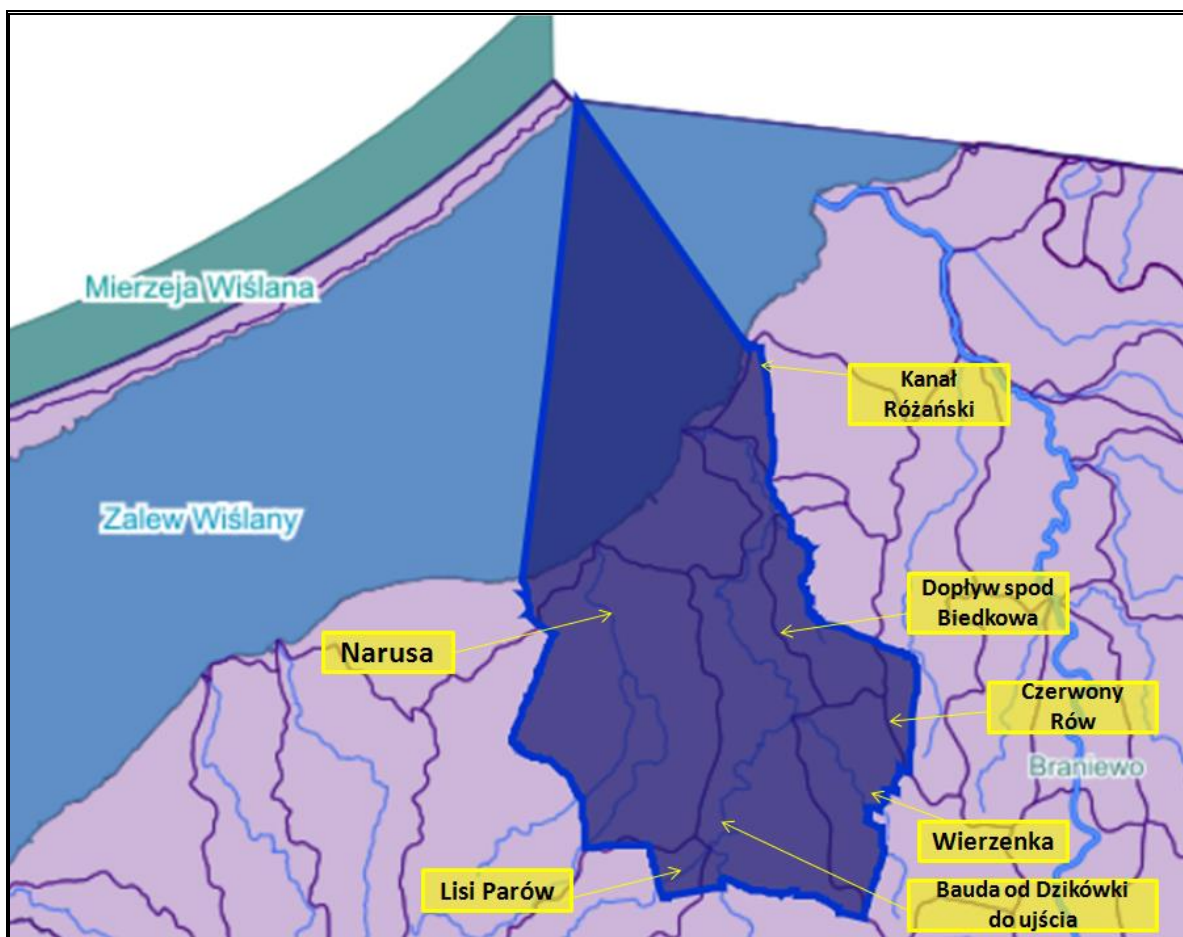 Mierzeja Wiślana
Kanał
Różański
Zalew Wiślany
Dopływ spod
Biedkowa
Narusa
Czerwony
Rów
Braniewo
Wierzenka
Lisi Parów
Bauda od Dzikówki
do ujścia